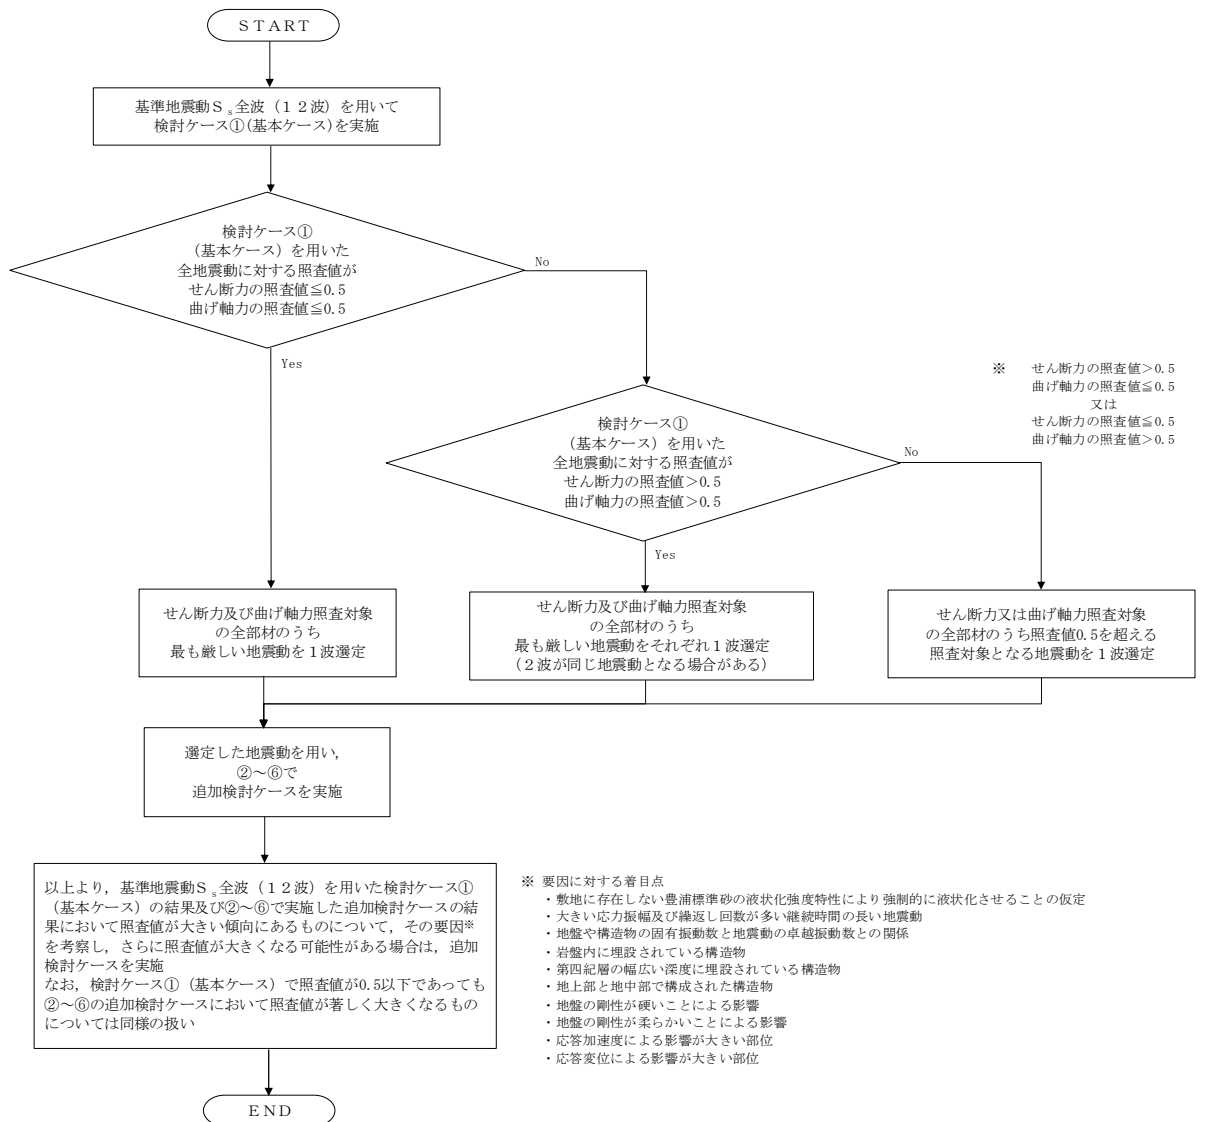 START
基準地震動Ｓs全波（１２波）を用いて
検討ケース①(基本ケース)を実施
検討ケース①
（基本ケース）を用いた
全地震動に対する照査値が
せん断力の照査値≦0.5
曲げ軸力の照査値≦0.5
No
Yes
※ せん断力の照査値＞0.5
曲げ軸力の照査値≦0.5
又は
せん断力の照査値≦0.5
曲げ軸力の照査値＞0.5
検討ケース①
（基本ケース）を用いた
全地震動に対する照査値が
せん断力の照査値＞0.5
曲げ軸力の照査値＞0.5
No
Yes
せん断力及び曲げ軸力照査対象
の全部材のうち
最も厳しい地震動を１波選定
せん断力及び曲げ軸力照査対象
の全部材のうち
最も厳しい地震動をそれぞれ１波選定
（２波が同じ地震動となる場合がある）
せん断力又は曲げ軸力照査対象
の全部材のうち照査値0.5を超える
照査対象となる地震動を１波選定
選定した地震動を用い，
②～⑥で
追加検討ケースを実施
以上より，基準地震動Ｓs全波（１２波）を用いた検討ケース①
（基本ケース）の結果及び②～⑥で実施した追加検討ケースの結
果において照査値が大きい傾向にあるものについて，その要因※
を考察し，さらに照査値が大きくなる可能性がある場合は，追加
検討ケースを実施
なお，検討ケース①（基本ケース）で照査値が0.5以下であっても
②～⑥の追加検討ケースにおいて照査値が著しく大きくなるもの
については同様の扱い
※ 要因に対する着目点
・敷地に存在しない豊浦標準砂の液状化強度特性により強制的に液状化させることの仮定
・大きい応力振幅及び繰返し回数が多い継続時間の長い地震動
・地盤や構造物の固有振動数と地震動の卓越振動数との関係
・岩盤内に埋設されている構造物
・第四紀層の幅広い深度に埋設されている構造物
・地上部と地中部で構成された構造物
・地盤の剛性が硬いことによる影響
・地盤の剛性が柔らかいことによる影響
・応答加速度による影響が大きい部位
・応答変位による影響が大きい部位
END